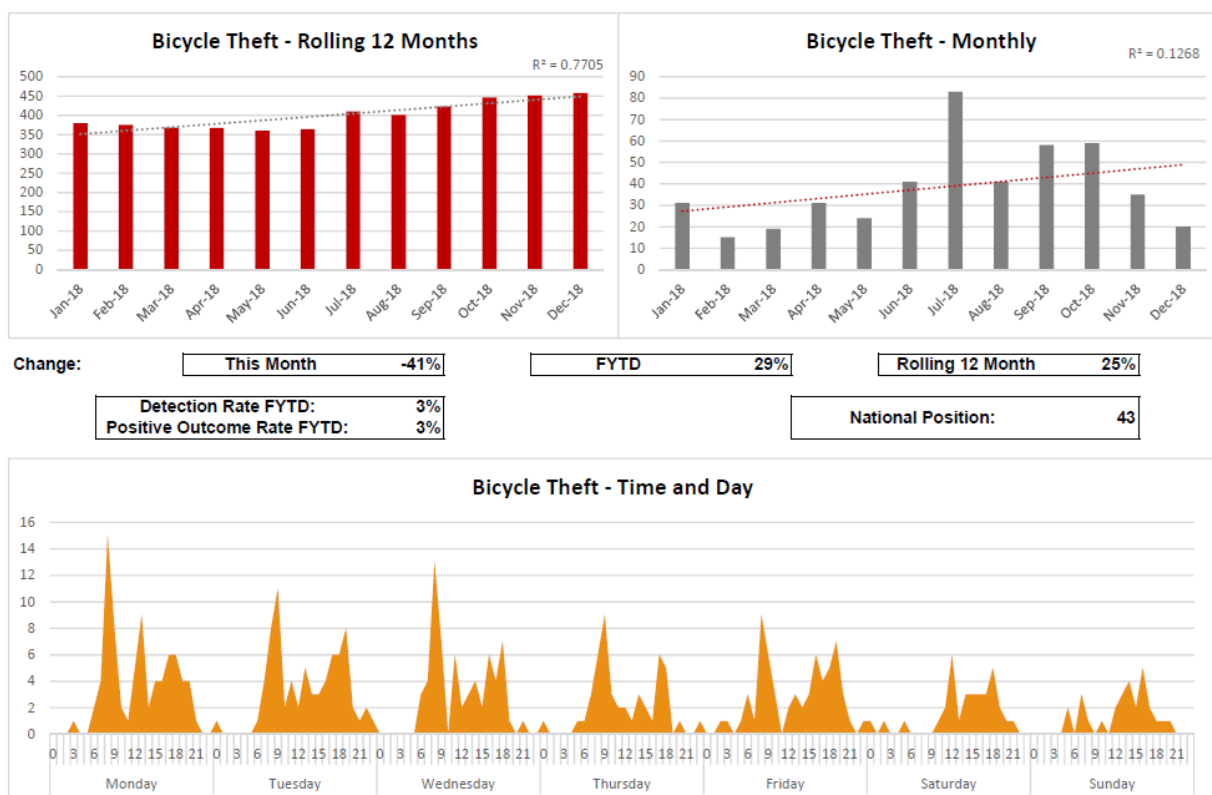 Bicycle Theft - Rolling 12 Months
R² = 0.7705
500
450
400
350
300
250
200
150
100
50
0
Jan-18 Feb-18 Mar-18 Apr-18 May-18 Jun-18 Jul-18 Aug-18 Sep-18 Oct-18 Nov-18 Dec-18
Bicycle Theft - Monthly
R² = 0.1268
90
80
70
60
50
40
30
20
10
0
Jan-18 Feb-18 Mar-18 Apr-18 May-18 Jun-18 Jul-18 Aug-18 Sep-18 Oct-18 Nov-18 Dec-18
Change:
This Month -41%
FYTD 29%
Rolling 12 Month 25%
Detection Rate FYTD: 3%
Positive Outcome Rate FYTD: 3%
National Position: 43
Bicycle Theft - Time and Day
16
14
12
10
8
6
4
2
0
0 3 6 9 12 15 18 21 0 3 6 9 12 15 18 21 0 3 6 9 12 15 18 21 0 3 6 9 12 15 18 21 0 3 6 9 12 15 18 21 0 3 6 9 12 15 18 21 0 3 6 9 12 15 18 21
Monday Tuesday Wednesday Thursday Friday Saturday Sunday